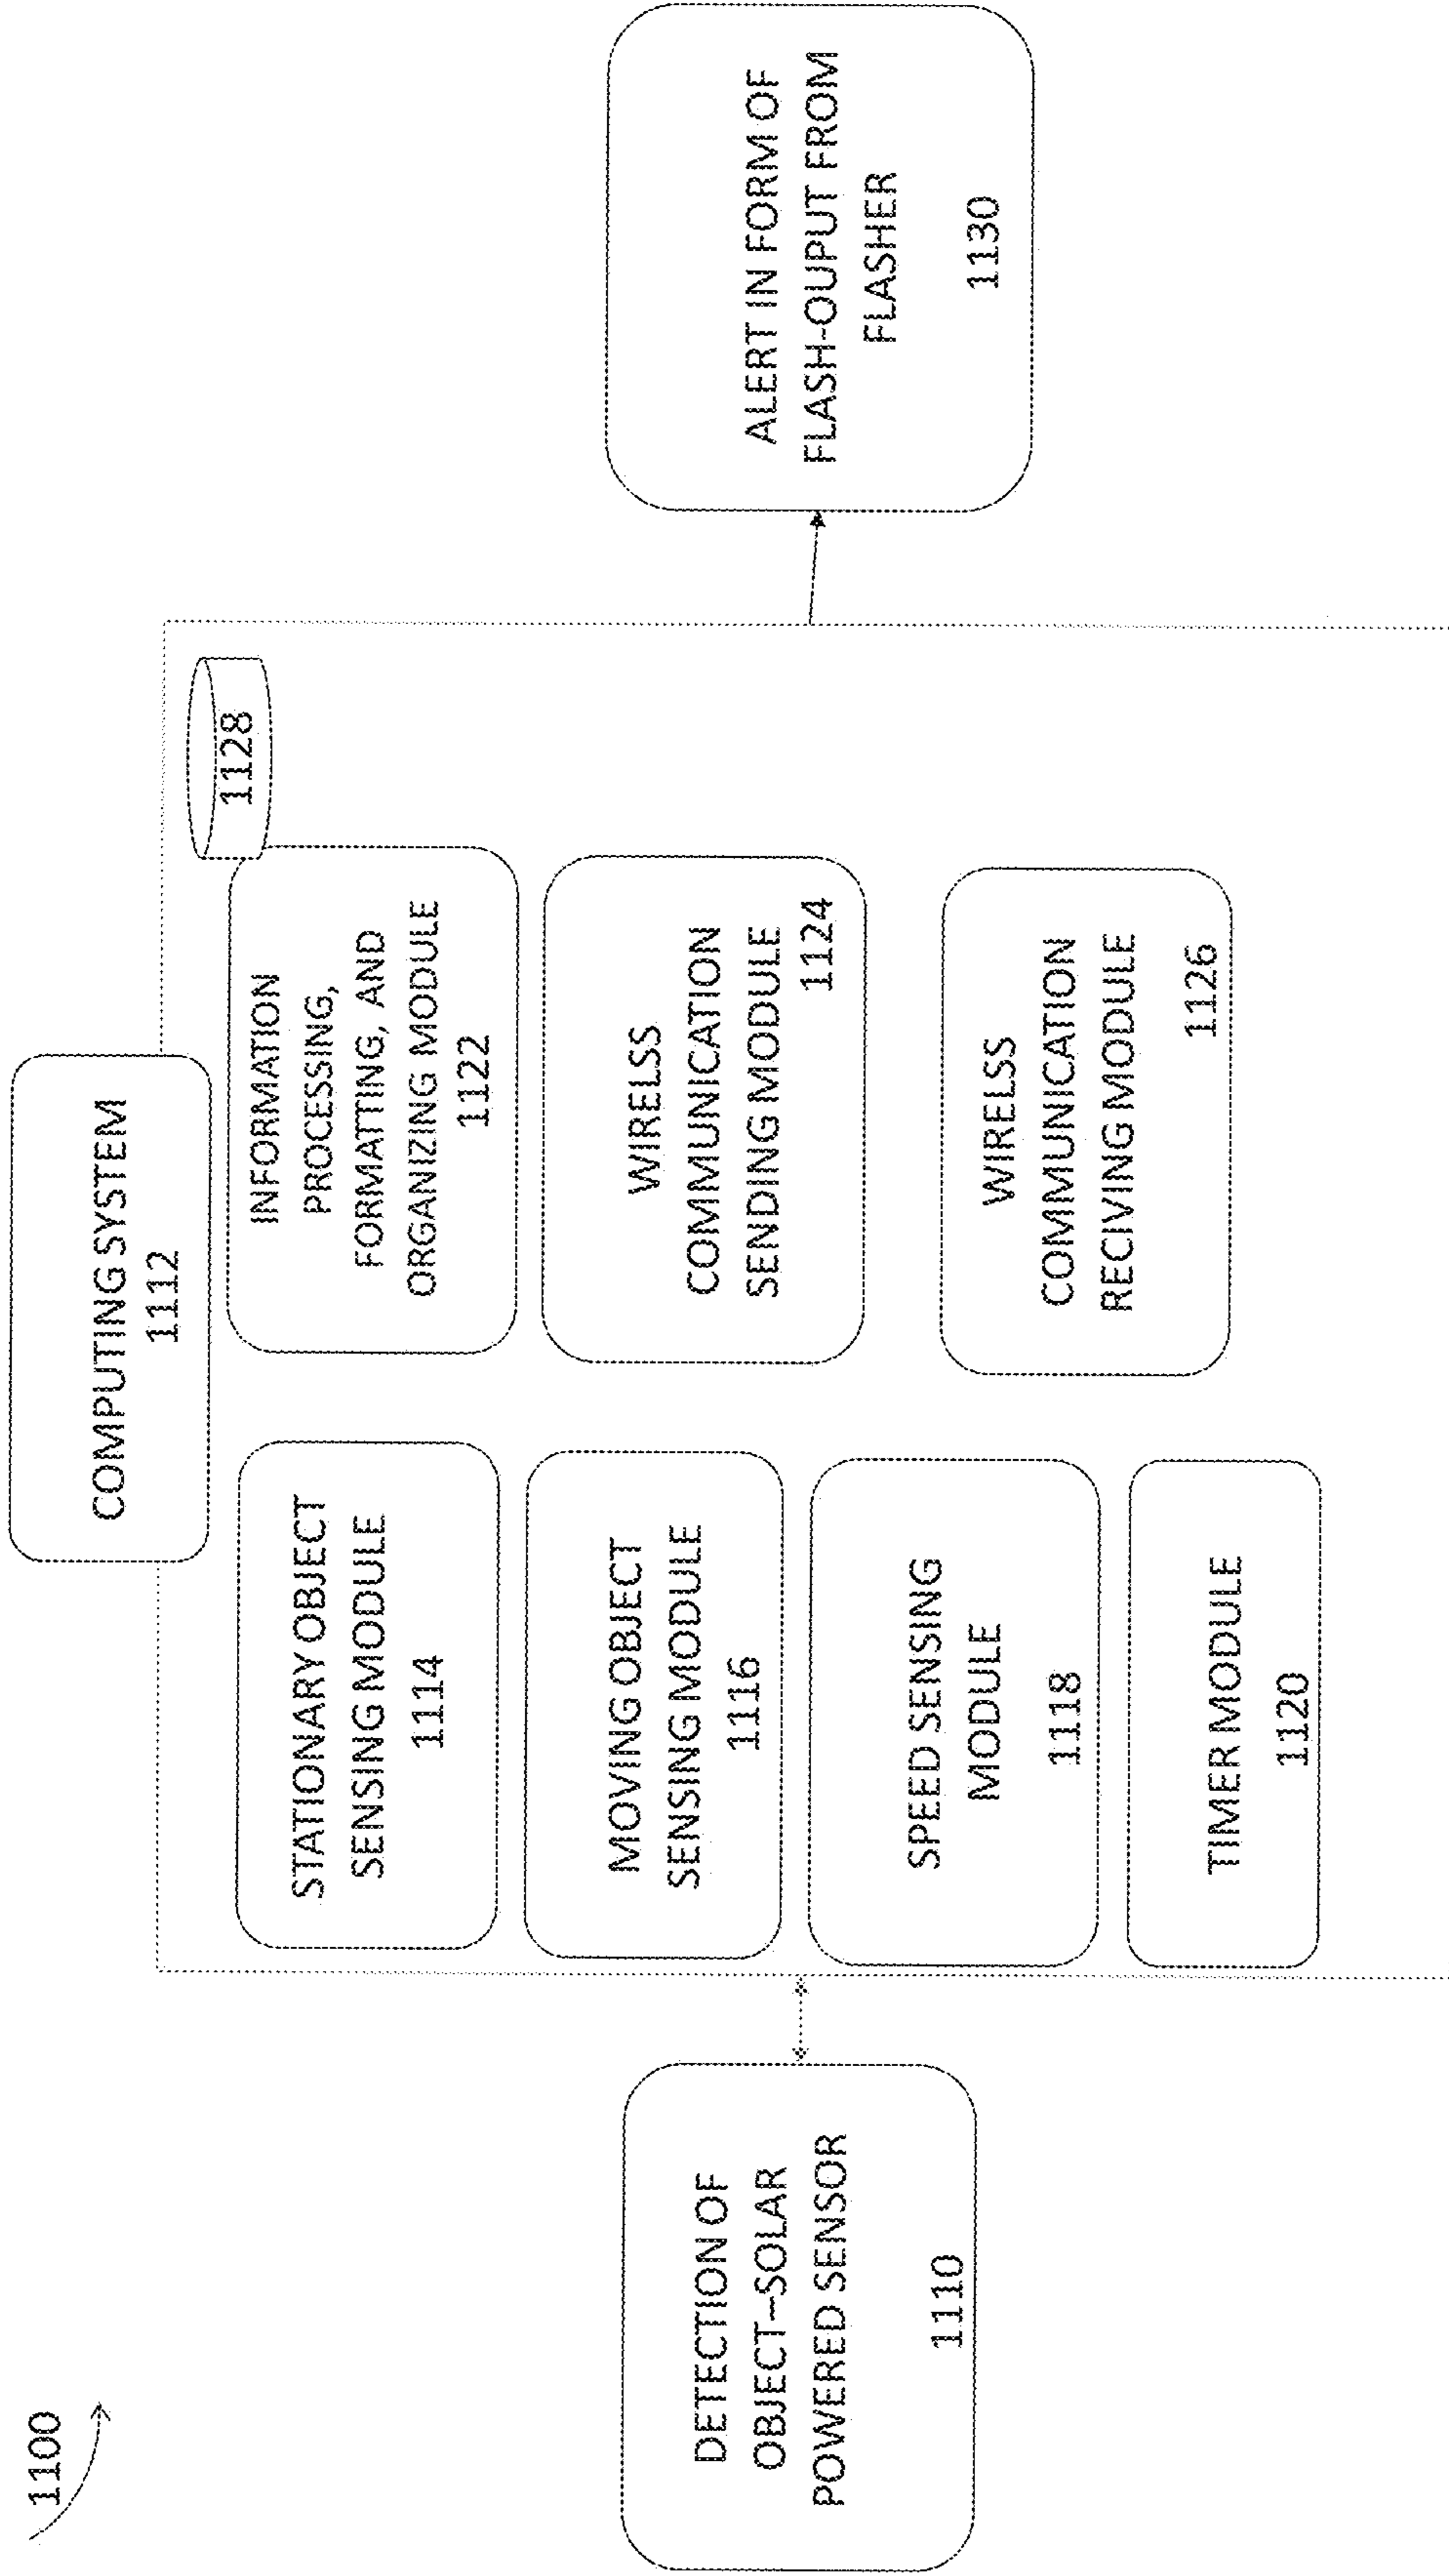 1100
COMPUTING SYSTEM
1112
DETECTION OF
OBJECT–SOLAR
POWERED SENSOR
1110
STATIONARY OBJECT
SENSING MODULE
1114
MOVING OBJECT
SENSING MODULE
1116
SPEED SENSING
MODULE
1118
TIMER MODULE
1120
INFORMATION
PROCESSING,
FORMATTING, AND
ORGANIZING MODULE
1122
WIRELSS
COMMUNICATION
SENDING MODULE
1124
WIRELSS
COMMUNICATION
RECIVING MODULE
1126
1128
ALERT IN FORM OF
FLASH-OUPUT FROM
FLASHER
1130